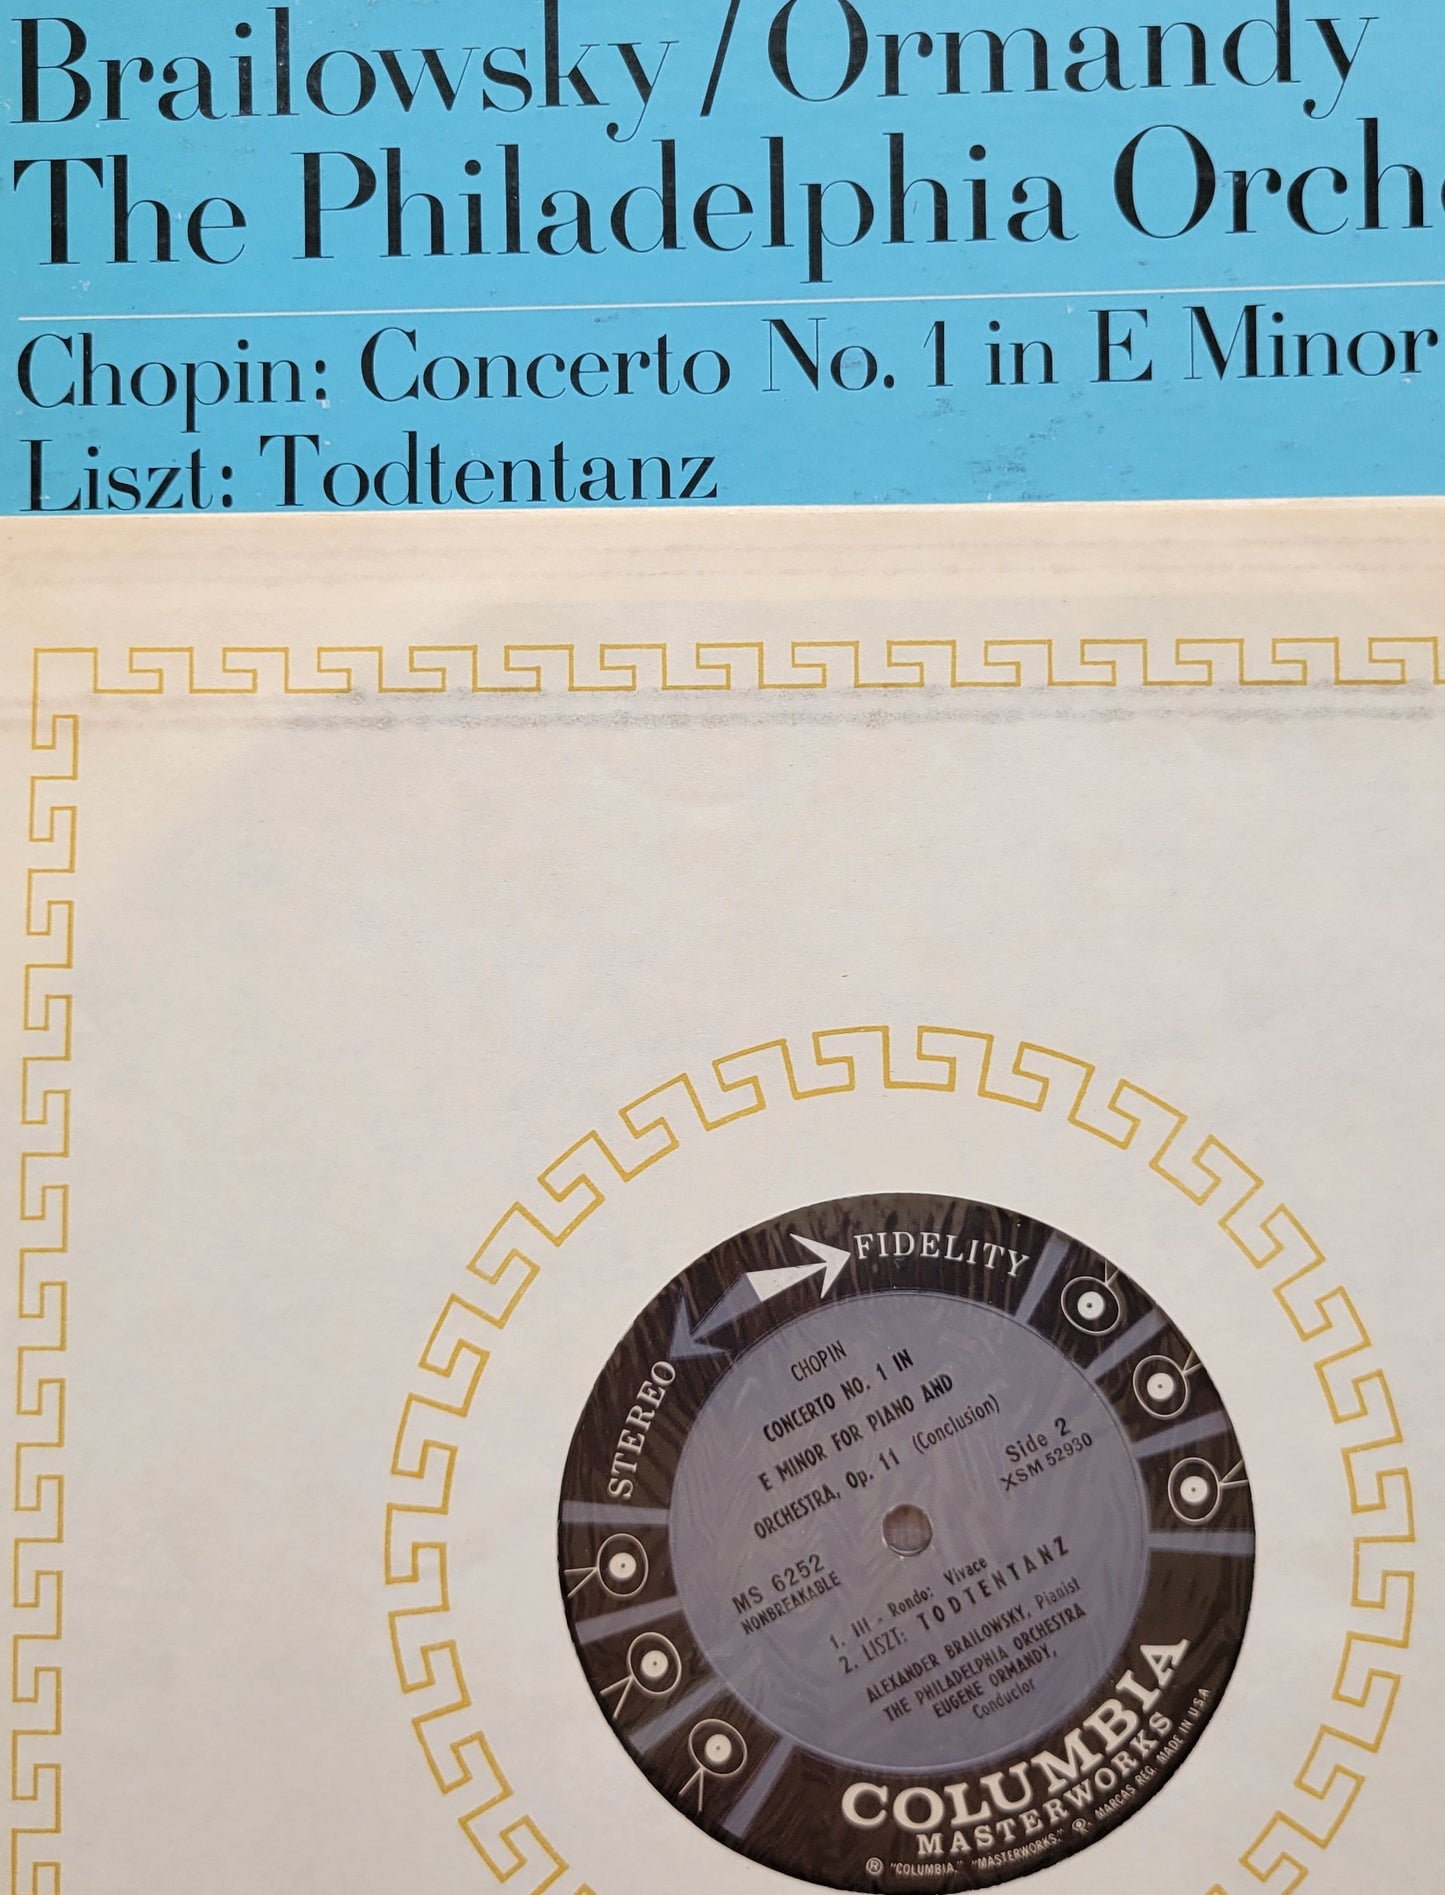 Brailowsky/Ormandy
The Philadelphia Orche
Chopin: Concerto No. 1 in E Minor
Liszt: Todtentanz
STEREO FIDELITY
CHOPIN
CONCERTO NO. 1 IN
E MINOR FOR PIANO AND
ORCHESTRA, Op. 11 (Conclusion)
Side 2
XSM 52930
MS 6252
NONBREAKABLE
1. III - Rondo: Vivace
2. LISZT: TODTENTANZ
ALEXANDER BRAILOWSKY, Pianist
THE PHILADELPHIA ORCHESTRA
EUGENE ORMANDY,
Conductor
COLUMBIA
MASTERWORKS
® "COLUMBIA," "MASTERWORKS," Ⓟ. MARCAS REG. MADE IN U.S.A